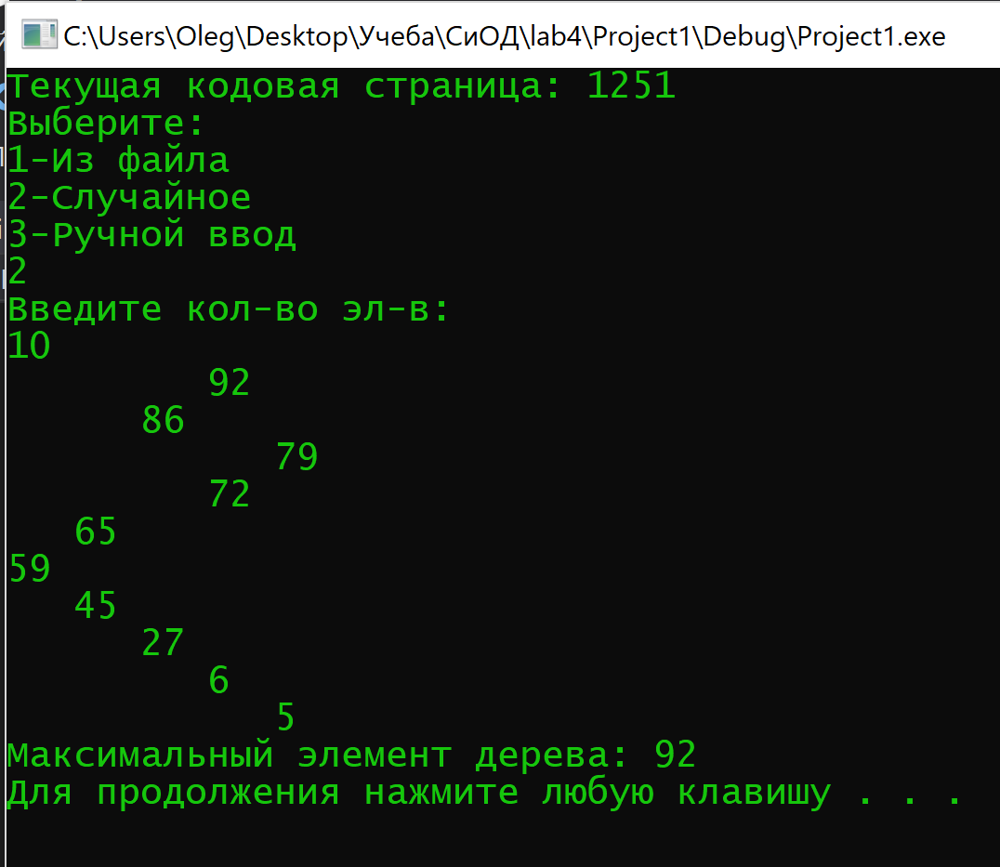 C:\Users\Oleg\Desktop\Учеба\СиОД\lab4\Project1\Debug\Project1.exe
Текущая кодовая страница: 1251
Выберите:
1-Из файла
2-Случайное
3-Ручной ввод
2
Введите кол-во эл-в:
10
92
86
79
72
65
59
45
27
6
5
Максимальный элемент дерева: 92
Для продолжения нажмите любую клавишу . . .